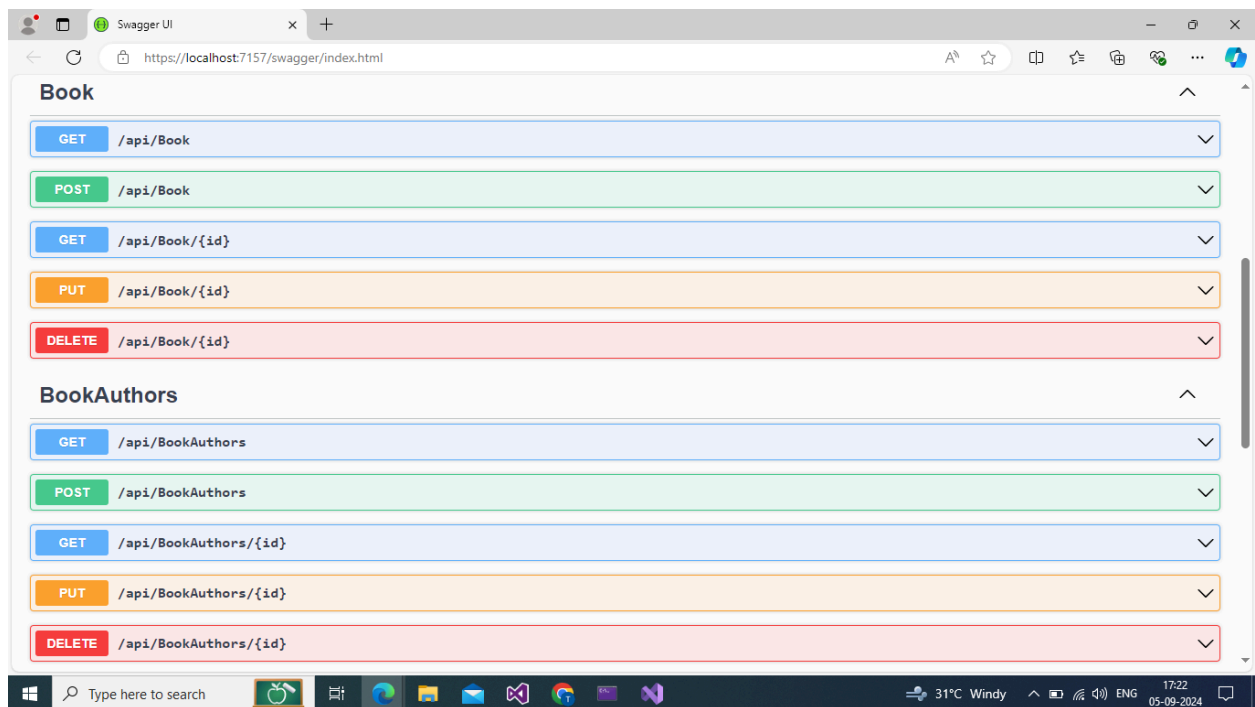 Swagger UI
https://localhost:7157/swagger/index.html
Book
GET /api/Book
POST /api/Book
GET /api/Book/{id}
PUT /api/Book/{id}
DELETE /api/Book/{id}
BookAuthors
GET /api/BookAuthors
POST /api/BookAuthors
GET /api/BookAuthors/{id}
PUT /api/BookAuthors/{id}
DELETE /api/BookAuthors/{id}
Type here to search
31°C Windy
ENG
17:22
05-09-2024